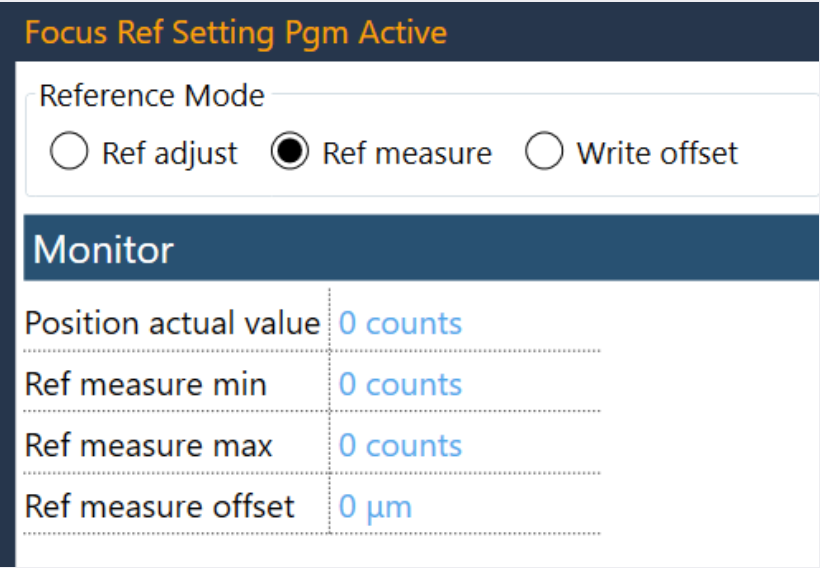 Focus Ref Setting Pgm Active
Reference Mode
Ref adjust Ref measure Write offset
Monitor
Position actual value 0 counts
Ref measure min 0 counts
Ref measure max 0 counts
Ref measure offset 0 µm